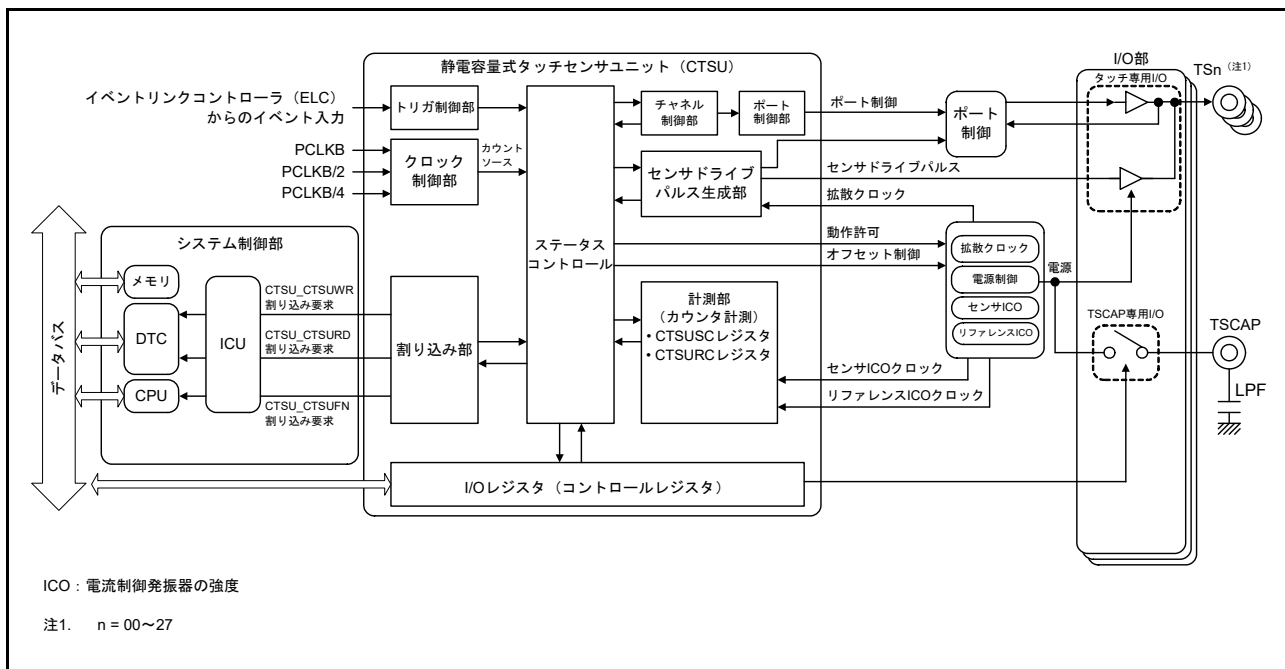 静電容量式タッチセンサユニット（CTSU）
I/O部
TSn（注1）
タッチ専用I/O
イベントリンクコントローラ（ELC）
からのイベント入力
トリガ制御部
チャネル
制御部
ポート
制御部
ポート制御
ポート
制御
PCLKB
PCLKB/2
PCLKB/4
クロック
制御部
カウント
ソース
センサドライブ
パルス生成部
センサドライブパルス
拡散クロック
ステータス
コントロール
動作許可
オフセット制御
拡散クロック
電源制御
センサICO
リファレンスICO
電源
システム制御部
メモリ
DTC
CPU
ICU
データバス
CTSU_CTSUWR
割り込み要求
CTSU_CTSURD
割り込み要求
CTSU_CTSUFN
割り込み要求
割り込み部
計測部
（カウンタ計測）
・CTSUSCレジスタ
・CTSURCレジスタ
センサICOクロック
リファレンスICOクロック
TSCAP専用I/O
TSCAP
LPF
I/Oレジスタ（コントロールレジスタ）
ICO：電流制御発振器の強度
注1. n = 00～27